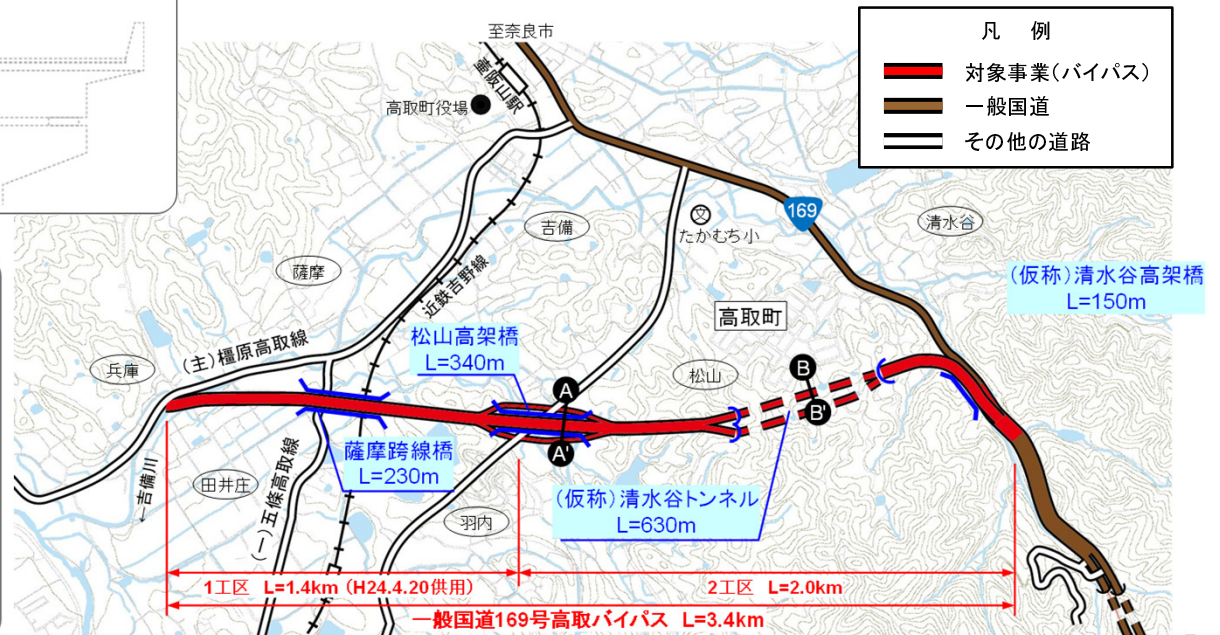 至奈良市
凡 例
対象事業(バイパス)
一般国道
その他の道路
壷阪山駅
高取町役場
169
吉備
たかむち小
清水谷
薩摩
近鉄吉野線
(仮称)清水谷高架橋
L=150m
高取町
松山高架橋
L=340m
(主)橿原高取線
兵庫
松山
A
A'
B
B'
薩摩跨線橋
L=230m
←吉備川
田井庄
(一)五條高取線
(仮称)清水谷トンネル
L=630m
羽内
1工区 L=1.4km (H24.4.20供用)
2工区 L=2.0km
一般国道169号高取バイパス L=3.4km